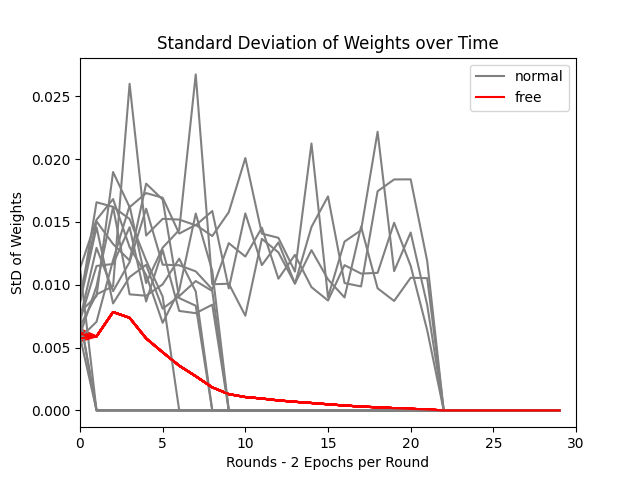 Standard Deviation of Weights over Time
normal
free
StD of Weights
0.025
0.020
0.015
0.010
0.005
0.000
0
5
10
15
20
25
30
Rounds - 2 Epochs per Round